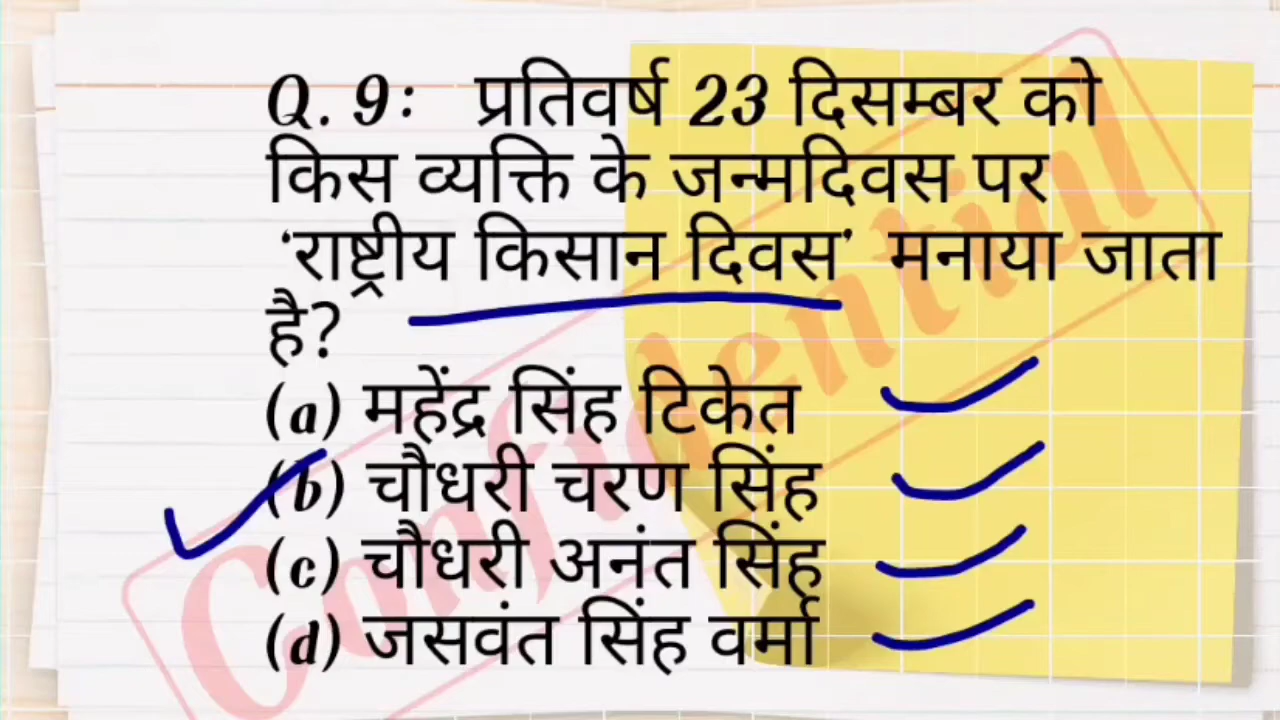 Q. 9: प्रतिवर्ष 23 दिसम्बर को
किस व्यक्ति के जन्मदिवस पर
'राष्ट्रीय किसान दिवस' मनाया जाता
है?
(a) महेंद्र सिंह टिकेत
(b) चौधरी चरण सिंह
(c) चौधरी अनंत सिंह
(d) जसवंत सिंह वर्मा
Confidential